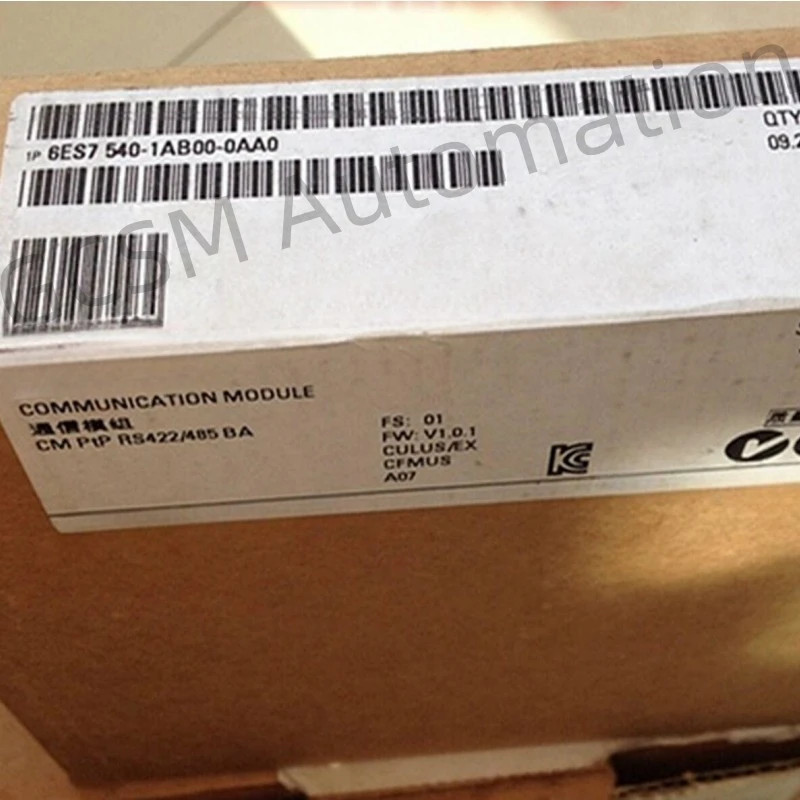 QTY
1P 6ES7 540-1AB00-0AA0
09.2
GCSM Automation
COMMUNICATION MODULE
通信模組
CM PtP RS422/485 BA
FS: 01
FW: V1.0.1
CULUS/EX
CFMUS
A07